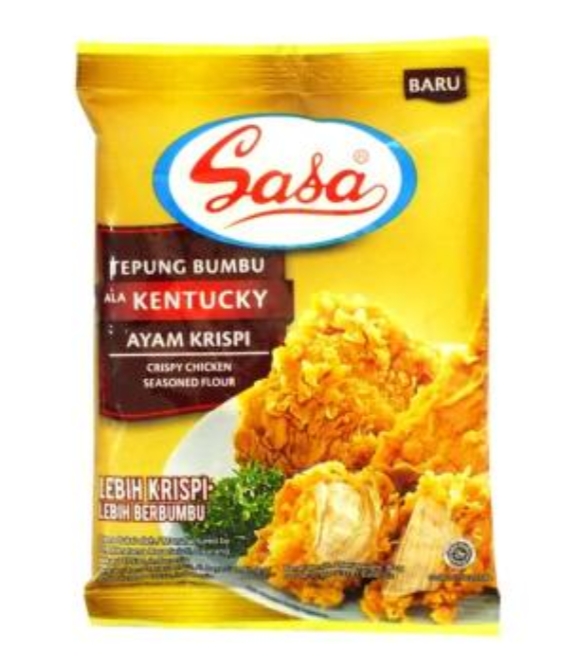 BARU
Sasa®
TEPUNG BUMBU
ALA KENTUCKY
AYAM KRISPI
CRISPY CHICKEN
SEASONED FLOUR
LEBIH KRISPI
LEBIH BERBUMBU